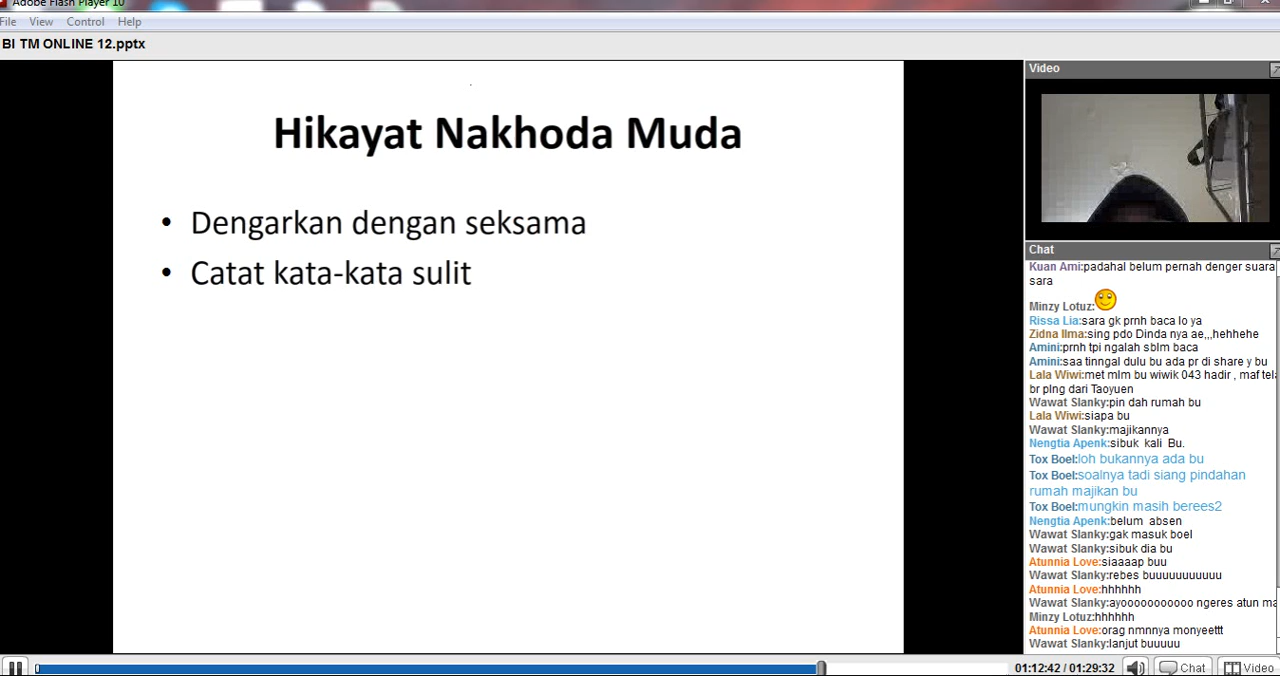 Adobe Flash Player 10
File View Control Help
BI TM ONLINE 12.pptx
Hikayat Nakhoda Muda
• Dengarkan dengan seksama
• Catat kata-kata sulit
Video
Chat
Kuan Ami:padahal belum pernah denger suara
sara
Minzy Lotuz:
Rissa Lia:sara gk prnh baca lo ya
Zidna Ilma:sing pdo Dinda nya ae,,,hehhehe
Amini:prnh tpi ngalah sblm baca
Amini:saa tinngal dulu bu ada pr di share y bu
Lala Wiwi:met mlm bu wiwik 043 hadir , maf tela
br plng dari Taoyuen
Wawat Slanky:pin dah rumah bu
Lala Wiwi:siapa bu
Wawat Slanky:majikannya
Nengtia Apenk:sibuk kali Bu.
Tox Boel:loh bukannya ada bu
Tox Boel:soalnya tadi siang pindahan
rumah majikan bu
Tox Boel:mungkin masih berees2
Nengtia Apenk:belum absen
Wawat Slanky:gak masuk boel
Wawat Slanky:sibuk dia bu
Atunnia Love:siaaaap buu
Wawat Slanky:rebes buuuuuuuuuuu
Atunnia Love:hhhhhh
Wawat Slanky:ayooooooooooo ngeres atun ma
Minzy Lotuz:hhhhhh
Atunnia Love:orag nmnnya monyeettt
Wawat Slanky:lanjut buuuuu
01:12:42 / 01:29:32 Chat Video